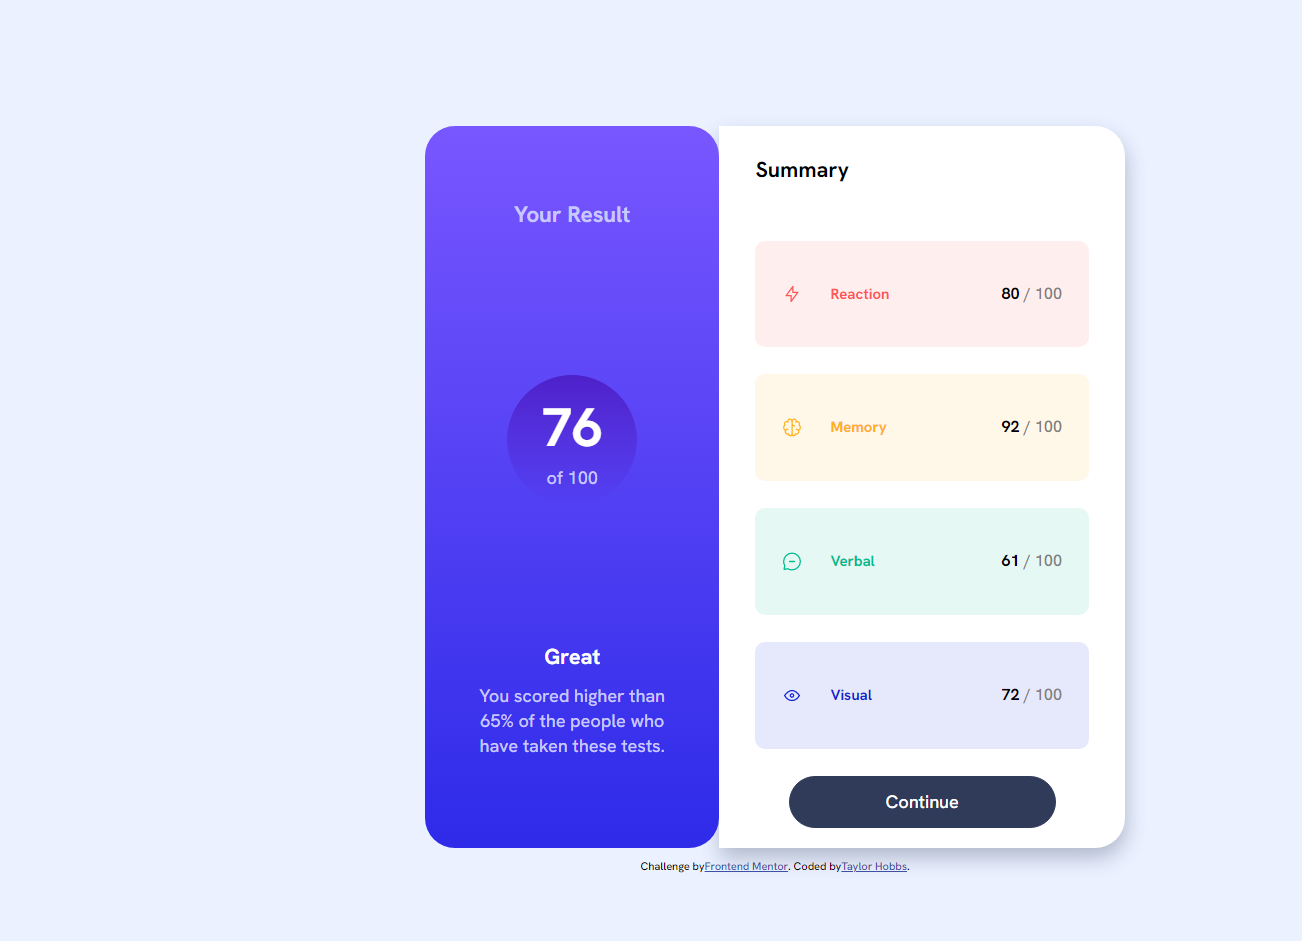 Your Result
76
of 100
Great
You scored higher than
65% of the people who
have taken these tests.
Summary
Reaction 80 / 100
Memory 92 / 100
Verbal 61 / 100
Visual 72 / 100
Continue
Challenge byFrontend Mentor. Coded byTaylor Hobbs.